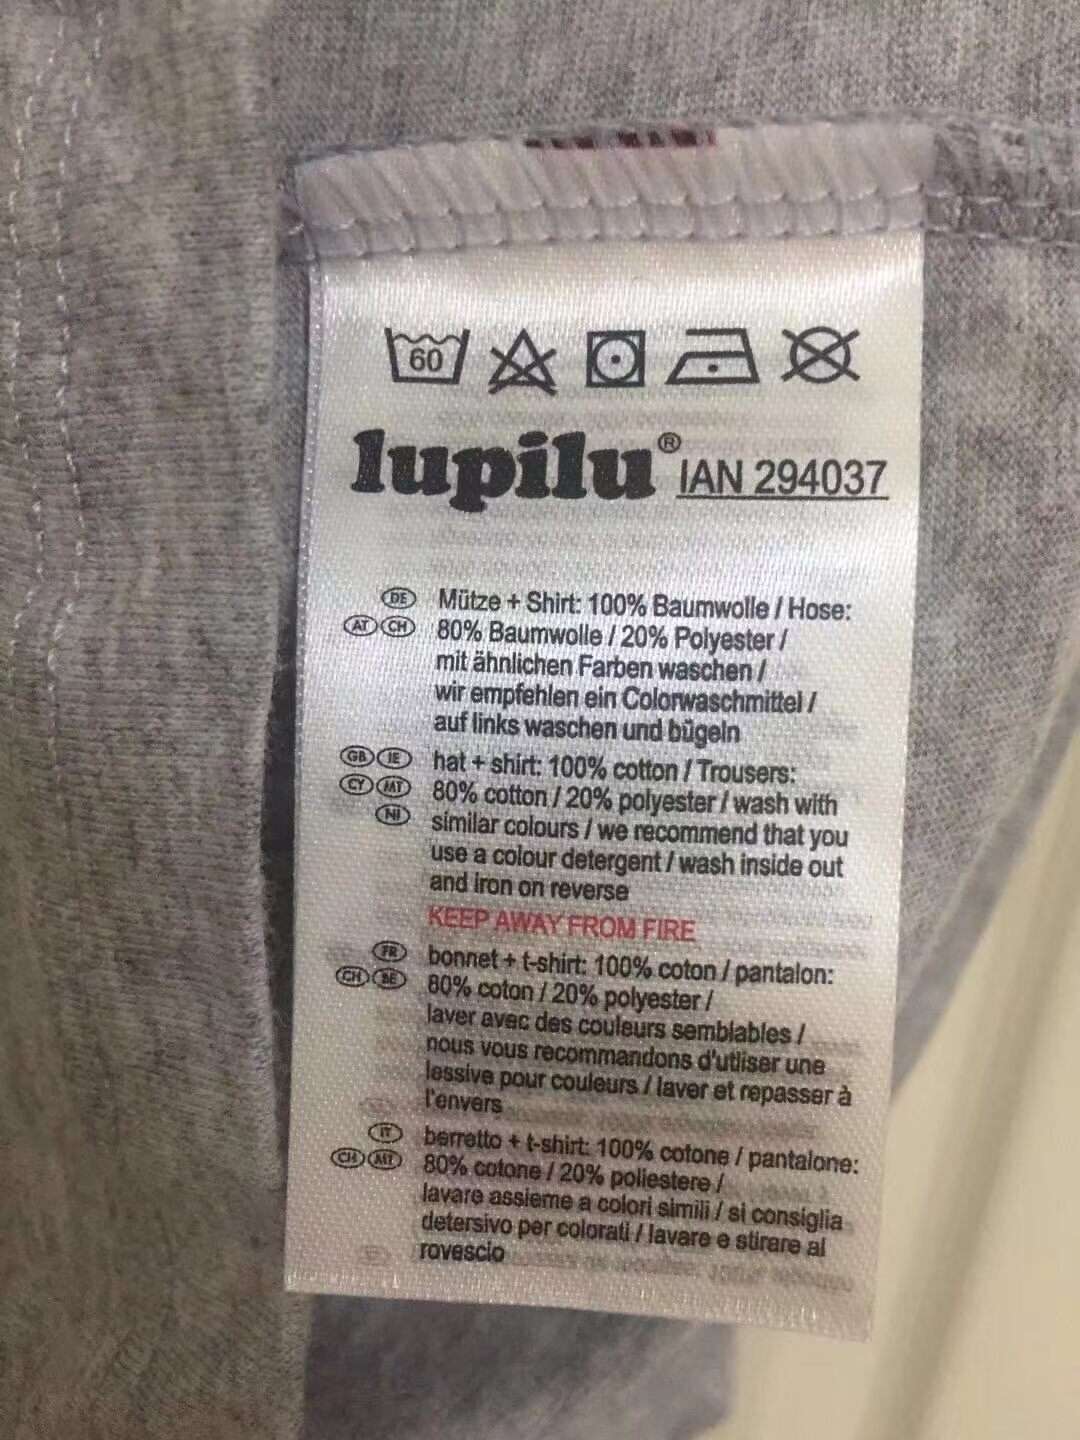 60
lupilu® IAN 294037
DE Mütze + Shirt: 100% Baumwolle / Hose:
AT CH 80% Baumwolle / 20% Polyester /
mit ähnlichen Farben waschen /
wir empfehlen ein Colorwaschmittel /
auf links waschen und bügeln
GB IE hat + shirt: 100% cotton / Trousers:
CY MT 80% cotton / 20% polyester / wash with
NI similar colours / we recommend that you
use a colour detergent / wash inside out
and iron on reverse
KEEP AWAY FROM FIRE
FR bonnet + t-shirt: 100% coton / pantalon:
CH BE 80% coton / 20% polyester /
laver avec des couleurs semblables /
nous vous recommandons d'utliser une
lessive pour couleurs / laver et repasser à
l'envers
IT berretto + t-shirt: 100% cotone / pantalone:
CH MT 80% cotone / 20% poliestere /
lavare assieme a colori simili / si consiglia
detersivo per colorati / lavare e stirare al
rovescio